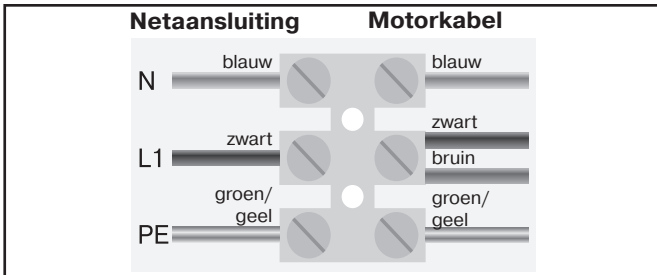 Netaansluiting Motorkabel
blauw blauw
N
zwart
zwart
L1
bruin
groen/
geel
groen/
geel
PE